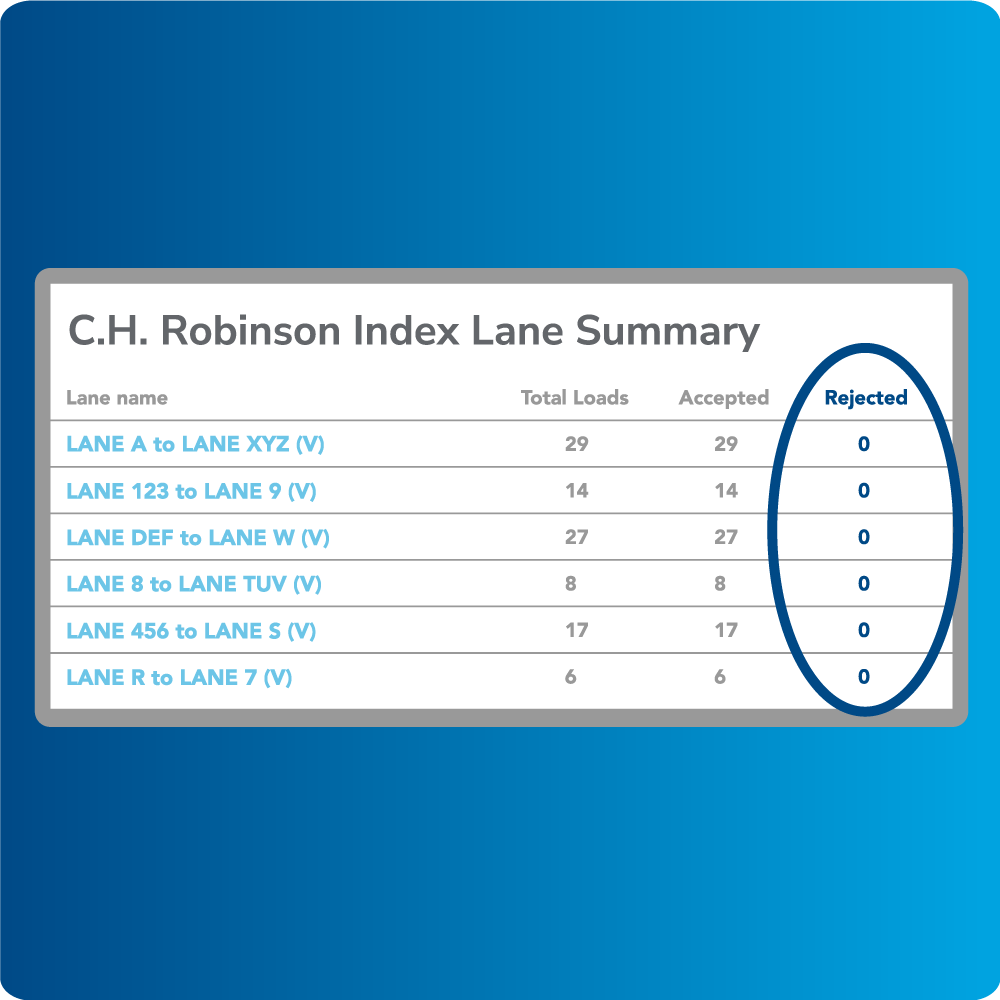 C.H. Robinson Index Lane Summary
Lane name Total Loads Accepted Rejected
LANE A to LANE XYZ (V) 29 29 0
LANE 123 to LANE 9 (V) 14 14 0
LANE DEF to LANE W (V) 27 27 0
LANE 8 to LANE TUV (V) 8 8 0
LANE 456 to LANE S (V) 17 17 0
LANE R to LANE 7 (V) 6 6 0